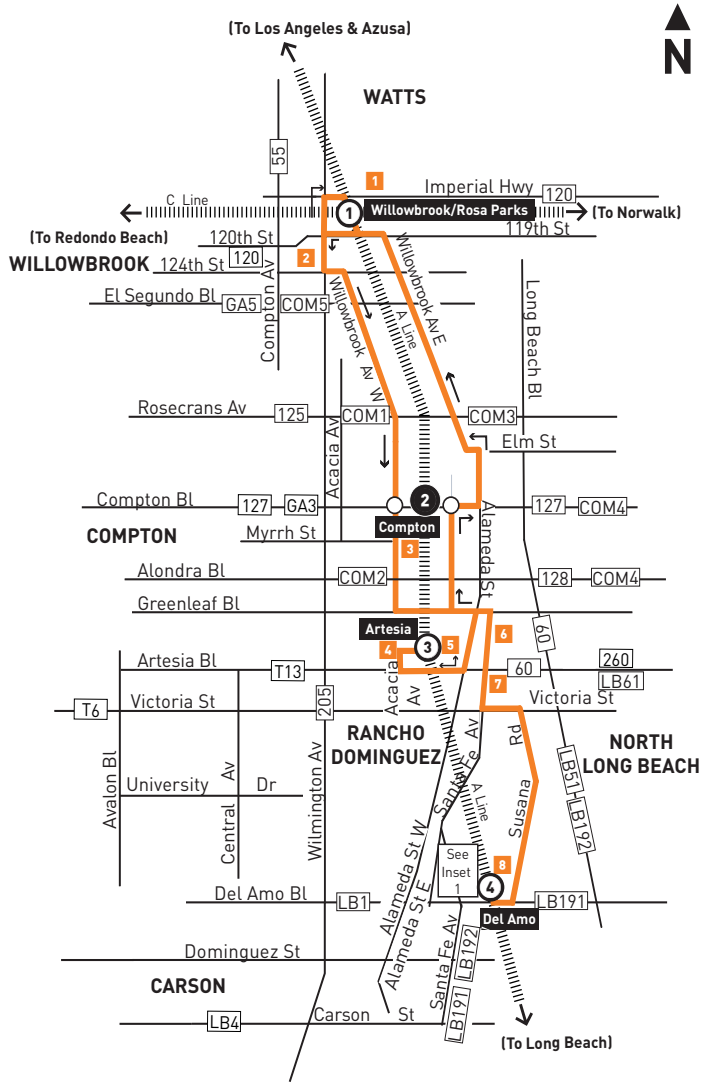 (To Los Angeles & Azusa)
N
WATTS
55
1
Imperial Hwy
120
C Line
1
Willowbrook/Rosa Parks
(To Norwalk)
(To Redondo Beach)
120th St
119th St
120
2
WILLOWBROOK
124th St
El Segundo Bl
GA5
COM5
Compton Av
Willowbrook Av W
A Line
Willowbrook Av E
Long Beach Bl
Rosecrans Av
125
COM1
COM3
Acacia Av
Elm St
Compton Bl
127
GA3
2
127
COM4
Compton
COMPTON
Myrrh St
3
Alameda St
Alondra Bl
COM2
128
COM4
Greenleaf Bl
Artesia
3
4
5
6
60
Artesia Bl
T13
Acacia Av
60
260
LB61
7
T6
Victoria St
205
Victoria St
RANCHO
DOMINGUEZ
NORTH
LONG BEACH
Avalon Bl
Central Av
Wilmington Av
University Dr
Santa Fe Av
A Line
Susana Rd
LB51
LB192
Alameda St W
Alameda St E
See
Inset
1
8
4
Del Amo Bl
LB1
LB191
Del Amo
Santa Fe Av
LB192
LB191
Dominguez St
CARSON
LB4
Carson St
(To Long Beach)